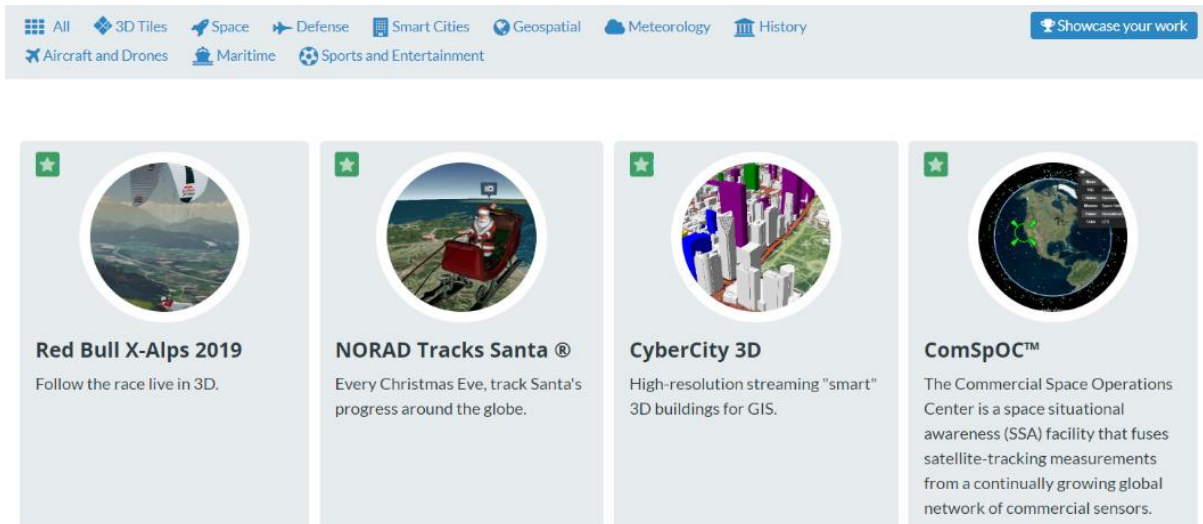 All 3D Tiles Space Defense Smart Cities Geospatial Meteorology History Showcase your work
Aircraft and Drones Maritime Sports and Entertainment
Red Bull X-Alps 2019
Follow the race live in 3D.
NORAD Tracks Santa ®
Every Christmas Eve, track Santa's
progress around the globe.
CyberCity 3D
High-resolution streaming "smart"
3D buildings for GIS.
ComSpOC™
The Commercial Space Operations
Center is a space situational
awareness (SSA) facility that fuses
satellite-tracking measurements
from a continually growing global
network of commercial sensors.